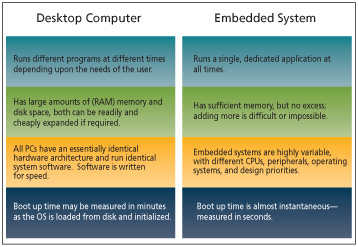 Desktop Computer
Embedded System
Runs different programs at different times
depending upon the needs of the user.
Runs a single, dedicated application at
all times.
Has large amounts of (RAM) memory and
disk space, both can be readily and
cheaply expanded if required.
Has sufficient memory, but no excess;
adding more is difficult or impossible.
All PCs have an essentially identical
hardware architecture and run identical
system software.  Software is written
for speed.
Embedded systems are highly variable,
with different CPUs, peripherals, operating
systems, and design priorities.
Boot up time may be measured in minutes
as the OS is loaded from disk and initialized.
Boot up time is almost instantaneous—
measured in seconds.